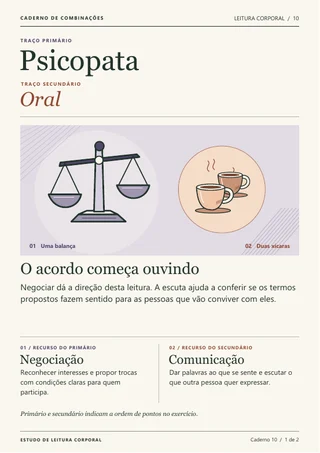 CADERNO DE COMBINAÇÕES
LEITURA CORPORAL / 10
TRAÇO PRIMÁRIO
Psicopata
TRAÇO SECUNDÁRIO
Oral
01 Uma balança
02 Duas xícaras
O acordo começa ouvindo
Negociar dá a direção desta leitura. A escuta ajuda a conferir se os termos
propostos fazem sentido para as pessoas que vão conviver com eles.
01 / RECURSO DO PRIMÁRIO
Negociação
Reconhecer interesses e propor trocas
com condições claras para quem
participa.
02 / RECURSO DO SECUNDÁRIO
Comunicação
Dar palavras ao que se sente e escutar o
que outra pessoa quer expressar.
Primário e secundário indicam a ordem de pontos no exercício.
ESTUDO DE LEITURA CORPORAL
Caderno 10 / 1 de 2